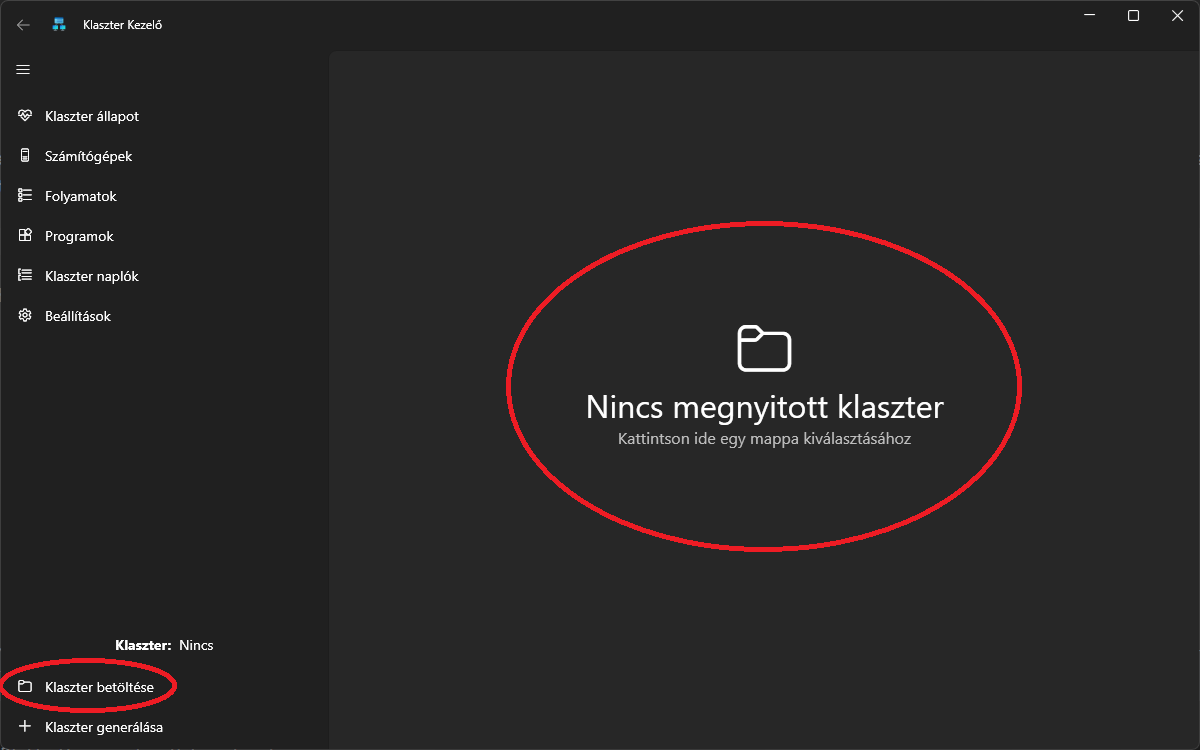 Klaszter Kezelő
Klaszter állapot
Számítógépek
Folyamatok
Programok
Klaszter naplók
Beállítások
Nincs megnyitott klaszter
Kattintson ide egy mappa kiválasztásához
Klaszter: Nincs
Klaszter betöltése
Klaszter generálása